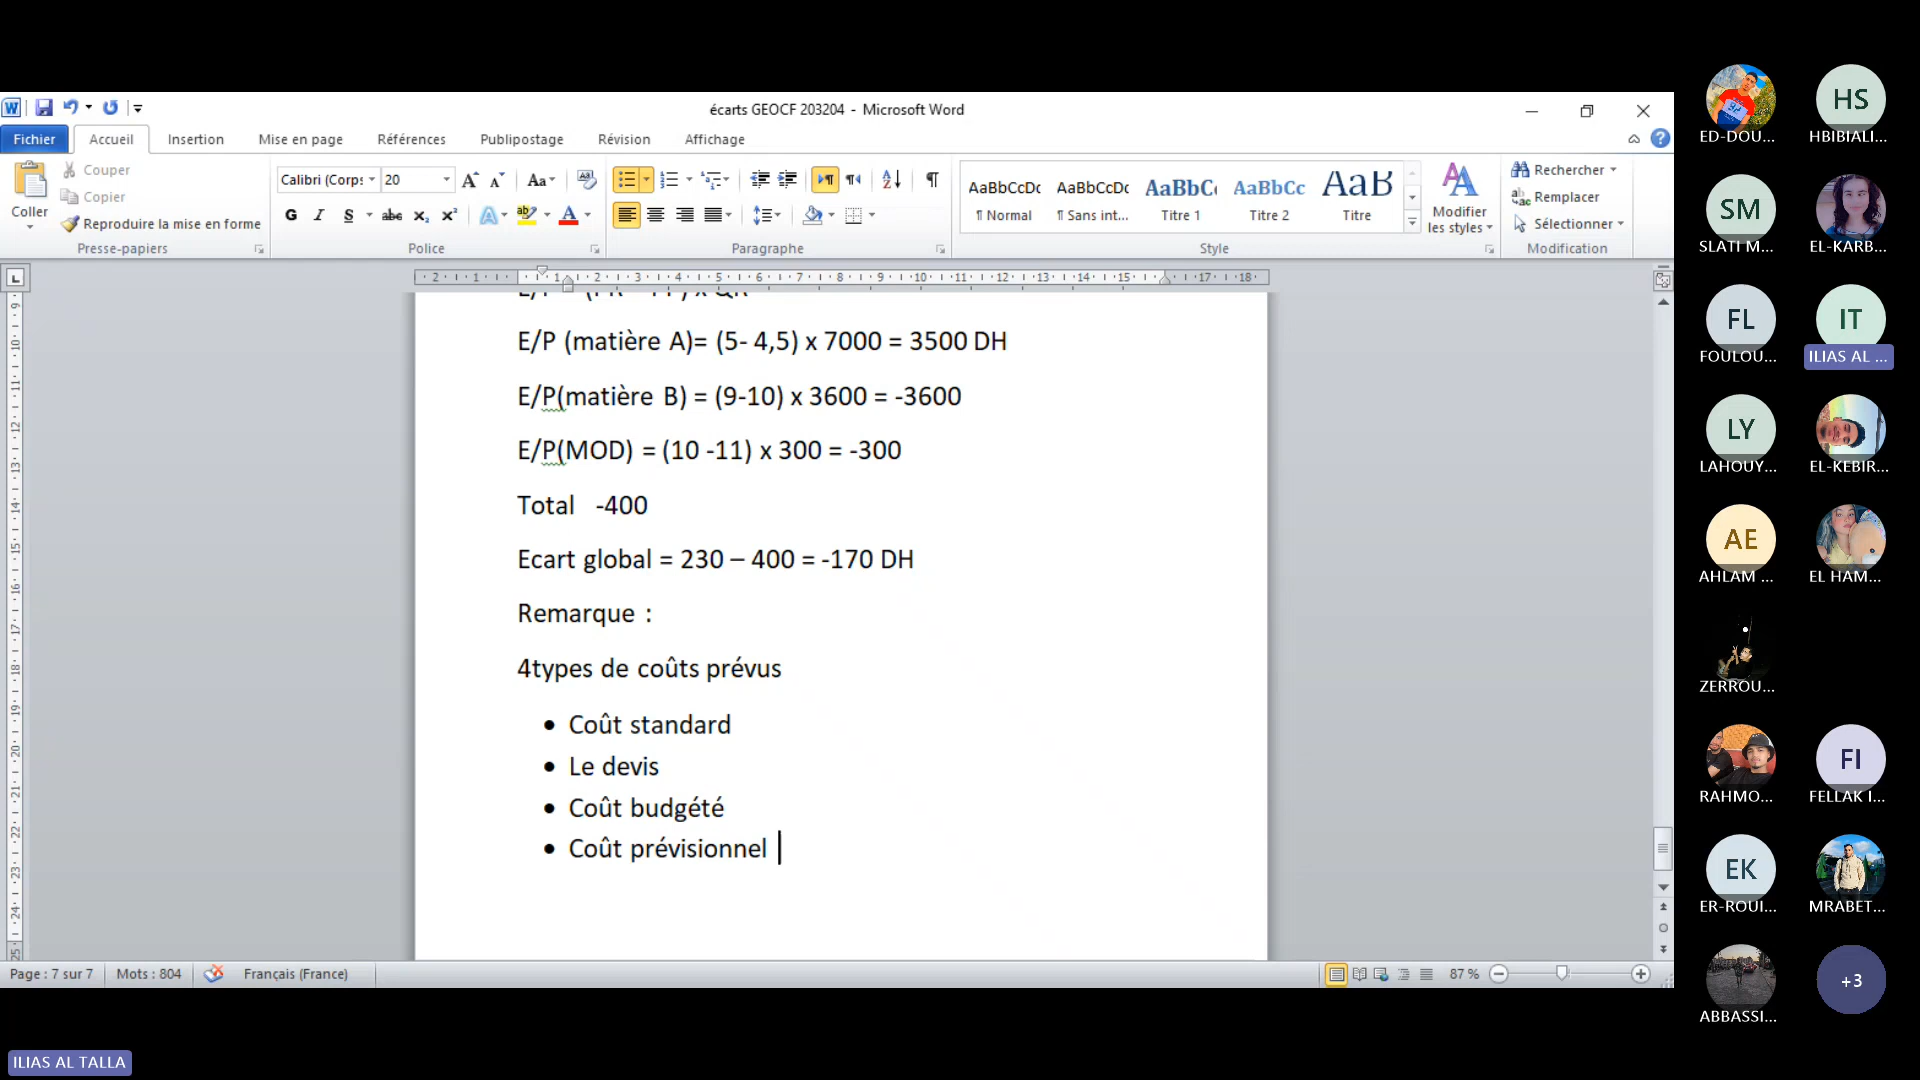 écarts GEOCF 203204 - Microsoft Word
Fichier Accueil Insertion Mise en page Références Publipostage Révision Affichage
Coller
Couper
Copier
Reproduire la mise en forme
Presse-papiers
Calibri (Corps 20
G I S abc x₂ x²
Police
Paragraphe
AaBbCcDc AaBbCcDc AaBbC AaBbCc AaB
¶ Normal ¶ Sans int... Titre 1 Titre 2 Titre
Style
Modifier
les styles
Rechercher
Remplacer
Sélectionner
Modification
E/P (matière A)= (5- 4,5) x 7000 = 3500 DH
E/P(matière B) = (9-10) x 3600 = -3600
E/P(MOD) = (10 -11) x 300 = -300
Total -400
Ecart global = 230 – 400 = -170 DH
Remarque :
4types de coûts prévus
• Coût standard
• Le devis
• Coût budgété
• Coût prévisionnel
Page : 7 sur 7 Mots : 804 Français (France) 87 %
ILIAS AL TALLA
ED-DOU...
HS
HBIBIALI...
SM
SLATI M...
EL-KARB...
FL
FOULOU...
IT
ILIAS AL ...
LY
LAHOUY...
EL-KEBIR...
AE
AHLAM ...
EL HAM...
ZERROU...
RAHMO...
FI
FELLAK I...
EK
ER-ROUI...
MRABET...
ABBASSI...
+3